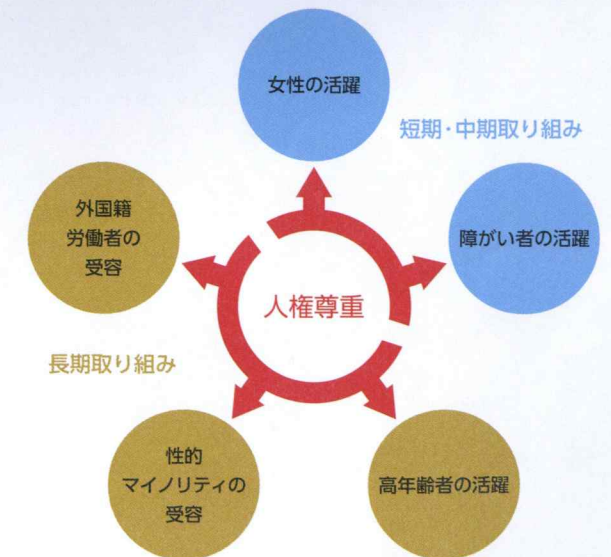 女性の活躍
短期・中期取り組み
外国籍
労働者の
受容
障がい者の活躍
人権尊重
長期取り組み
性的
マイノリティの
受容
高年齢者の活躍